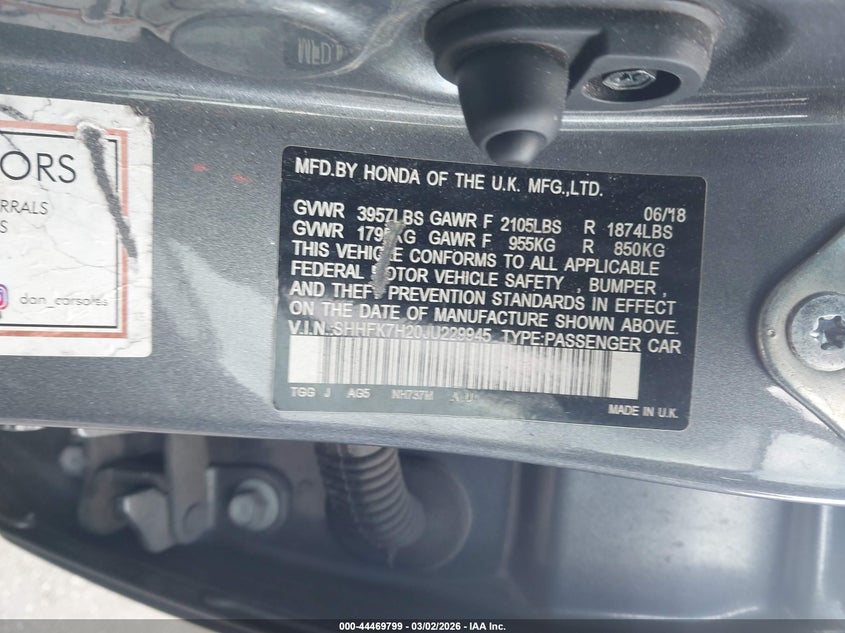 ORS
RRALS
S
dan_carsales
MFD.BY HONDA OF THE U.K. MFG.,LTD.
06/18
GVWR 3957LBS GAWR F 2105LBS R 1874LBS
GVWR 1795KG GAWR F 955KG R 850KG
THIS VEHICLE CONFORMS TO ALL APPLICABLE
FEDERAL MOTOR VEHICLE SAFETY , BUMPER ,
AND THEFT PREVENTION STANDARDS IN EFFECT
ON THE DATE OF MANUFACTURE SHOWN ABOVE.
V.I.N.:SHHFK7H20JU229945 TYPE:PASSENGER CAR
TGG J AG5 NH737M A U
MADE IN U.K.
000-44469799 - 03/02/2026 - IAA Inc.